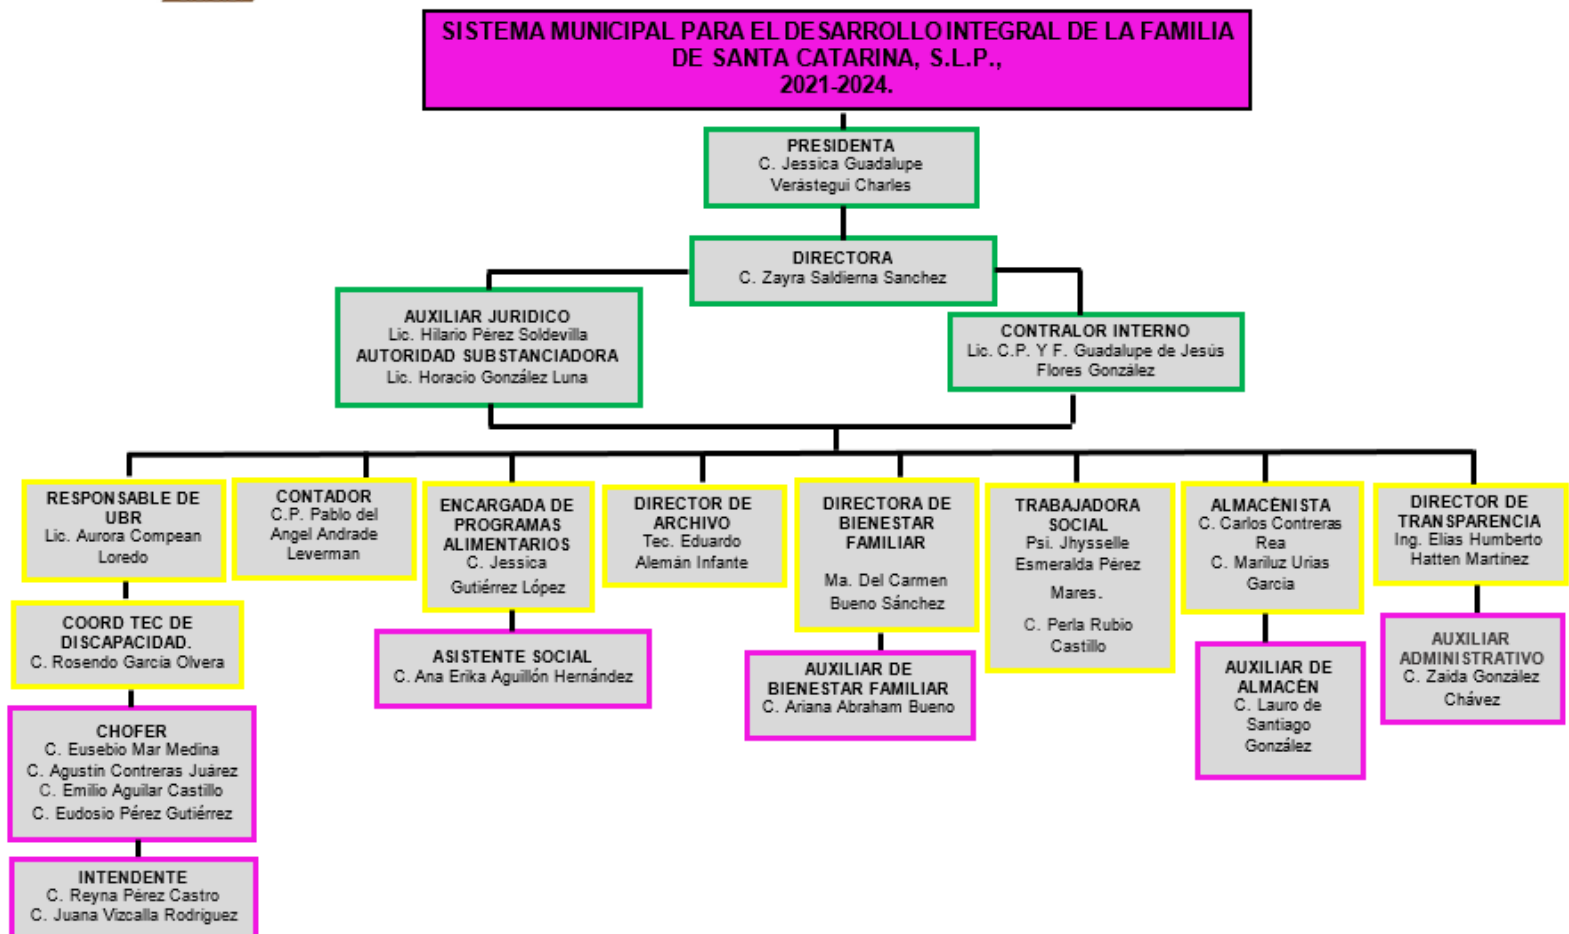 SISTEMA MUNICIPAL PARA EL DESARROLLO INTEGRAL DE LA FAMILIA
DE SANTA CATARINA, S.L.P.,
2021-2024.
PRESIDENTA
C. Jessica Guadalupe
Verástegui Charles
DIRECTORA
C. Zayra Saldierna Sanchez
AUXILIAR JURIDICO
Lic. Hilario Pérez Soldevilla
AUTORIDAD SUBSTANCIADORA
Lic. Horacio González Luna
CONTRALOR INTERNO
Lic. C.P. Y F. Guadalupe de Jesús
Flores González
RESPONSABLE DE
UBR
Lic. Aurora Compean
Loredo
CONTADOR
C.P. Pablo del
Angel Andrade
Leverman
ENCARGADA DE
PROGRAMAS
ALIMENTARIOS
C. Jessica
Gutiérrez López
DIRECTOR DE
ARCHIVO
Tec. Eduardo
Alemán Infante
DIRECTORA DE
BIENESTAR
FAMILIAR
Ma. Del Carmen
Bueno Sánchez
TRABAJADORA
SOCIAL
Psi. Jhysselle
Esmeralda Pérez
Mares.
C. Perla Rubio
Castillo
ALMACÉNISTA
C. Carlos Contreras
Rea
C. Mariluz Urias
Garcia
DIRECTOR DE
TRANSPARENCIA
Ing. Elías Humberto
Hatten Martinez
COORD TEC DE
DISCAPACIDAD.
C. Rosendo García Olvera
ASISTENTE SOCIAL
C. Ana Erika Aguillón Hernández
AUXILIAR DE
BIENESTAR FAMILIAR
C. Ariana Abraham Bueno
AUXILIAR DE
ALMACÉN
C. Lauro de
Santiago
González
AUXILIAR
ADMINISTRATIVO
C. Zaida González
Chávez
CHOFER
C. Eusebio Mar Medina
C. Agustín Contreras Juárez
C. Emilio Aguilar Castillo
C. Eudosio Pérez Gutiérrez
INTENDENTE
C. Reyna Pérez Castro
C. Juana Vizcalla Rodríguez